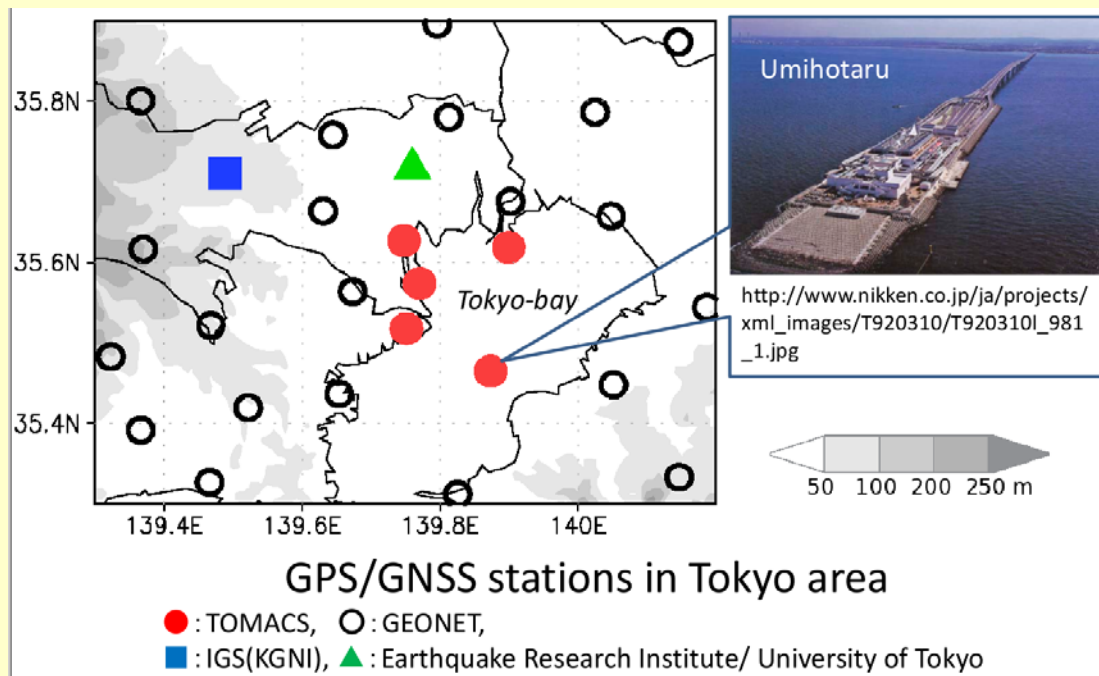 Umihotaru
35.8N
35.6N
Tokyo-bay
35.4N
http://www.nikken.co.jp/ja/projects/
xml_images/T920310/T920310l_981
_1.jpg
50 100 200 250 m
139.4E 139.6E 139.8E 140E
GPS/GNSS stations in Tokyo area
: TOMACS, : GEONET,
: IGS(KGNI), : Earthquake Research Institute/ University of Tokyo